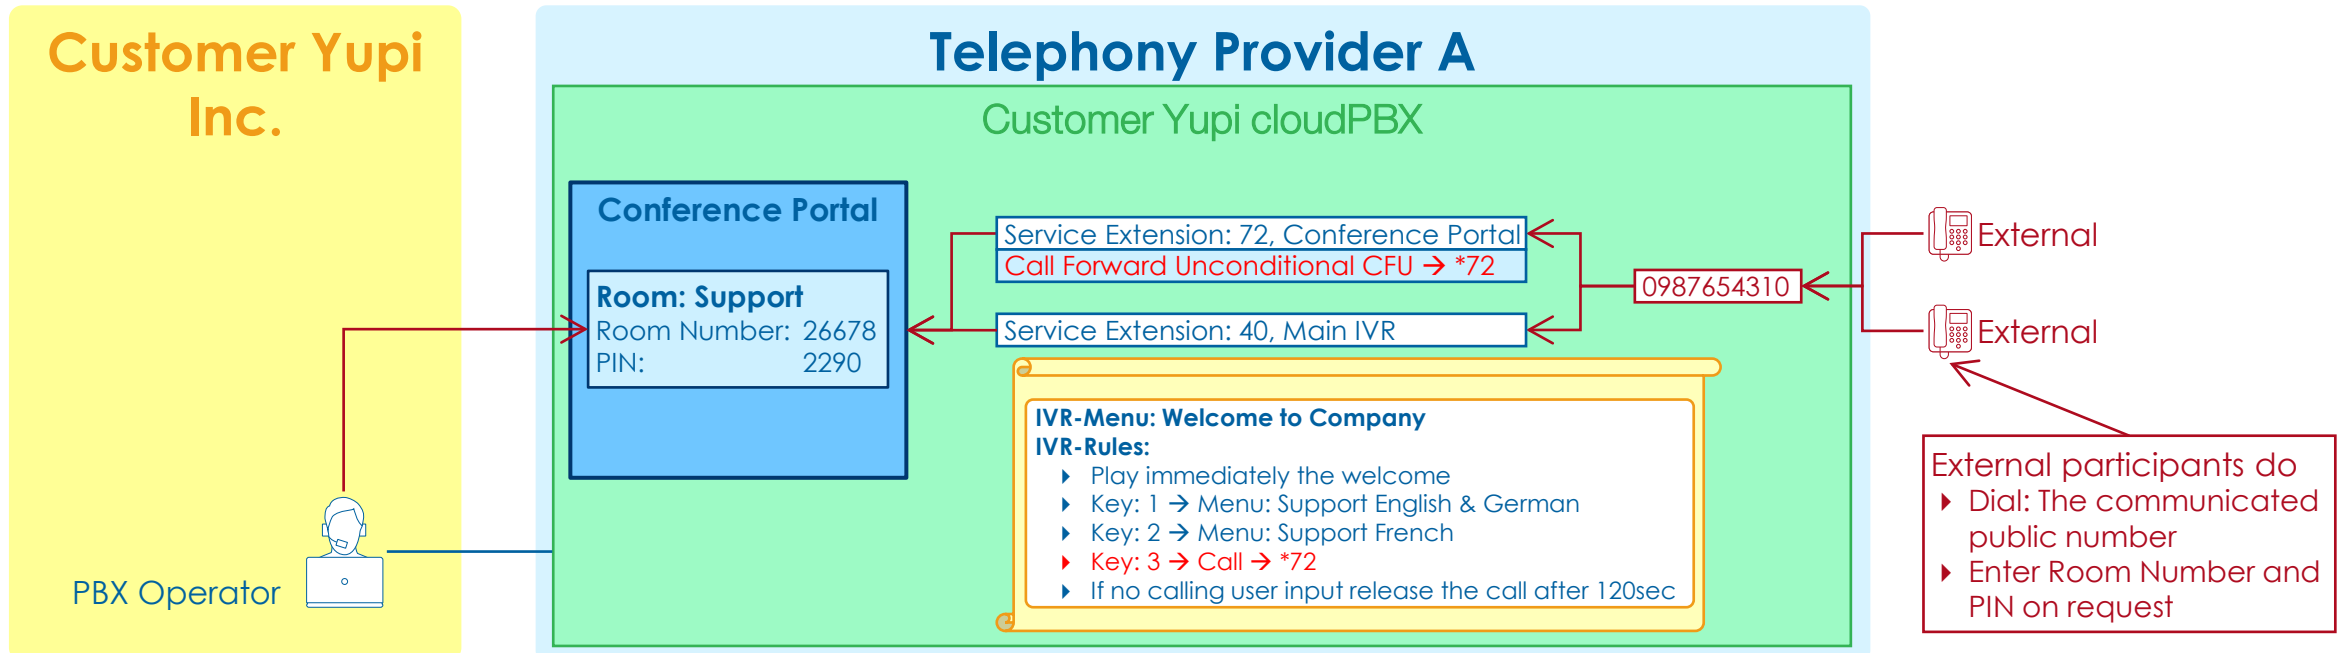 Customer Yupi
Inc.
PBX Operator
Telephony Provider A
Customer Yupi cloudPBX
Conference Portal
Room: Support
Room Number: 26678
PIN: 2290
Service Extension: 72, Conference Portal
Call Forward Unconditional CFU → *72
Service Extension: 40, Main IVR
IVR-Menu: Welcome to Company
IVR-Rules:
Play immediately the welcome
Key: 1 → Menu: Support English & German
Key: 2 → Menu: Support French
Key: 3 → Call → *72
If no calling user input release the call after 120sec
0987654310
External
External
External participants do
Dial: The communicated
public number
Enter Room Number and
PIN on request